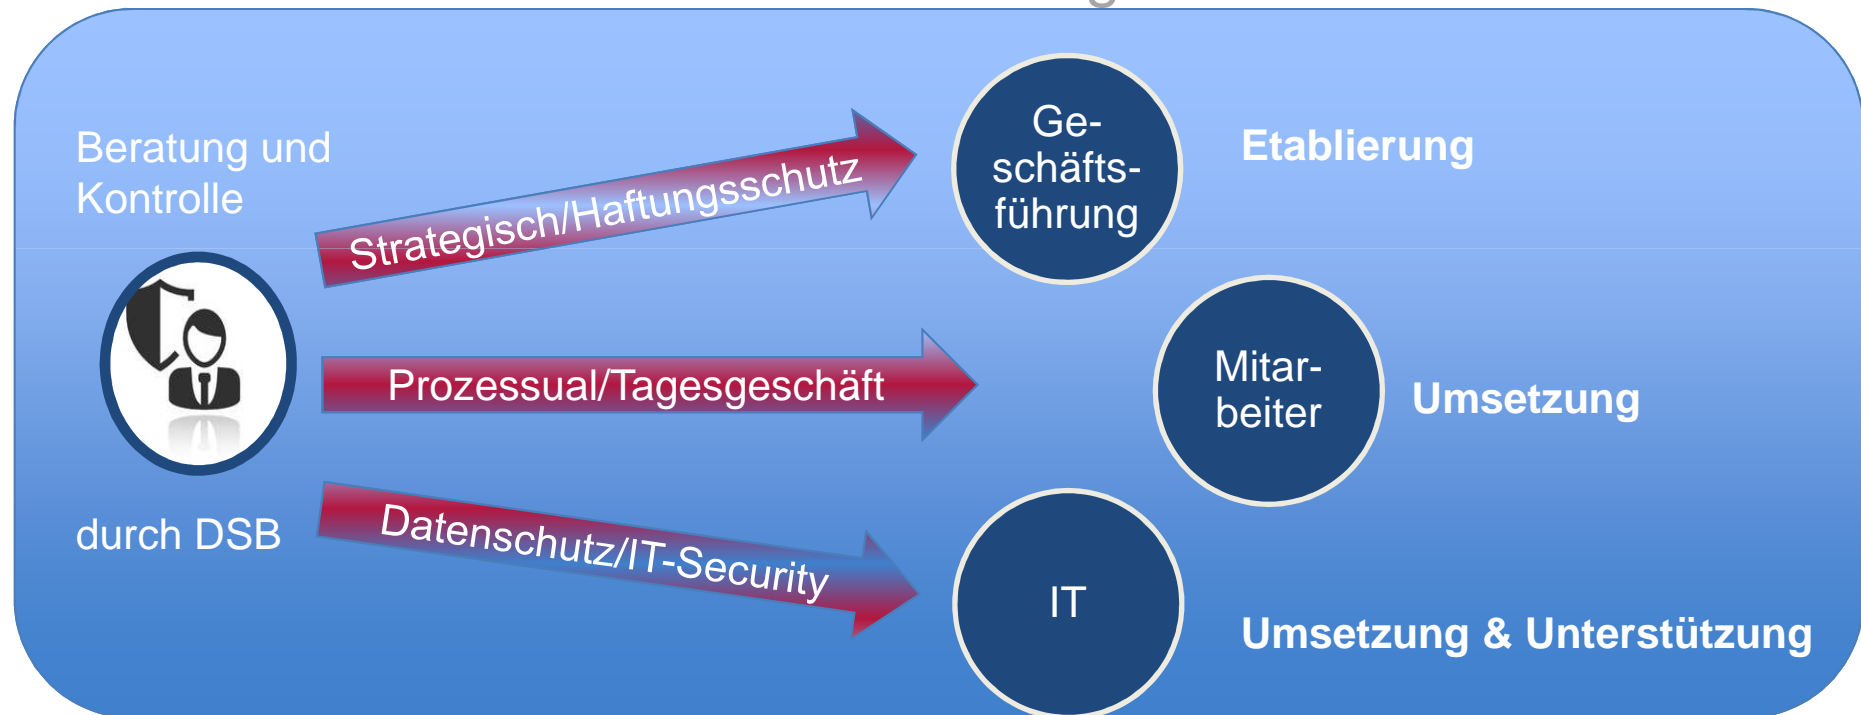 Beratung und
Kontrolle
durch DSB
Strategisch/Haftungsschutz
Ge-
schäfts-
führung
Etablierung
Prozessual/Tagesgeschäft
Mitar-
beiter
Umsetzung
Datenschutz/IT-Security
IT
Umsetzung & Unterstützung